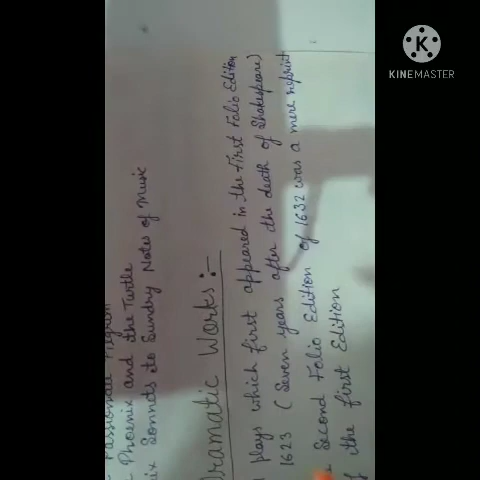 Passionate Pilgrim
Phoenix and the Turtle
Sonnets to Sundry Notes of Music
Dramatic Works:-
plays which first appeared in the First Folio Edition
1623 (Seven years after the death of Shakespeare)
Second Folio Edition of 1632 was a mere reprint
the first Edition
KINEMASTER